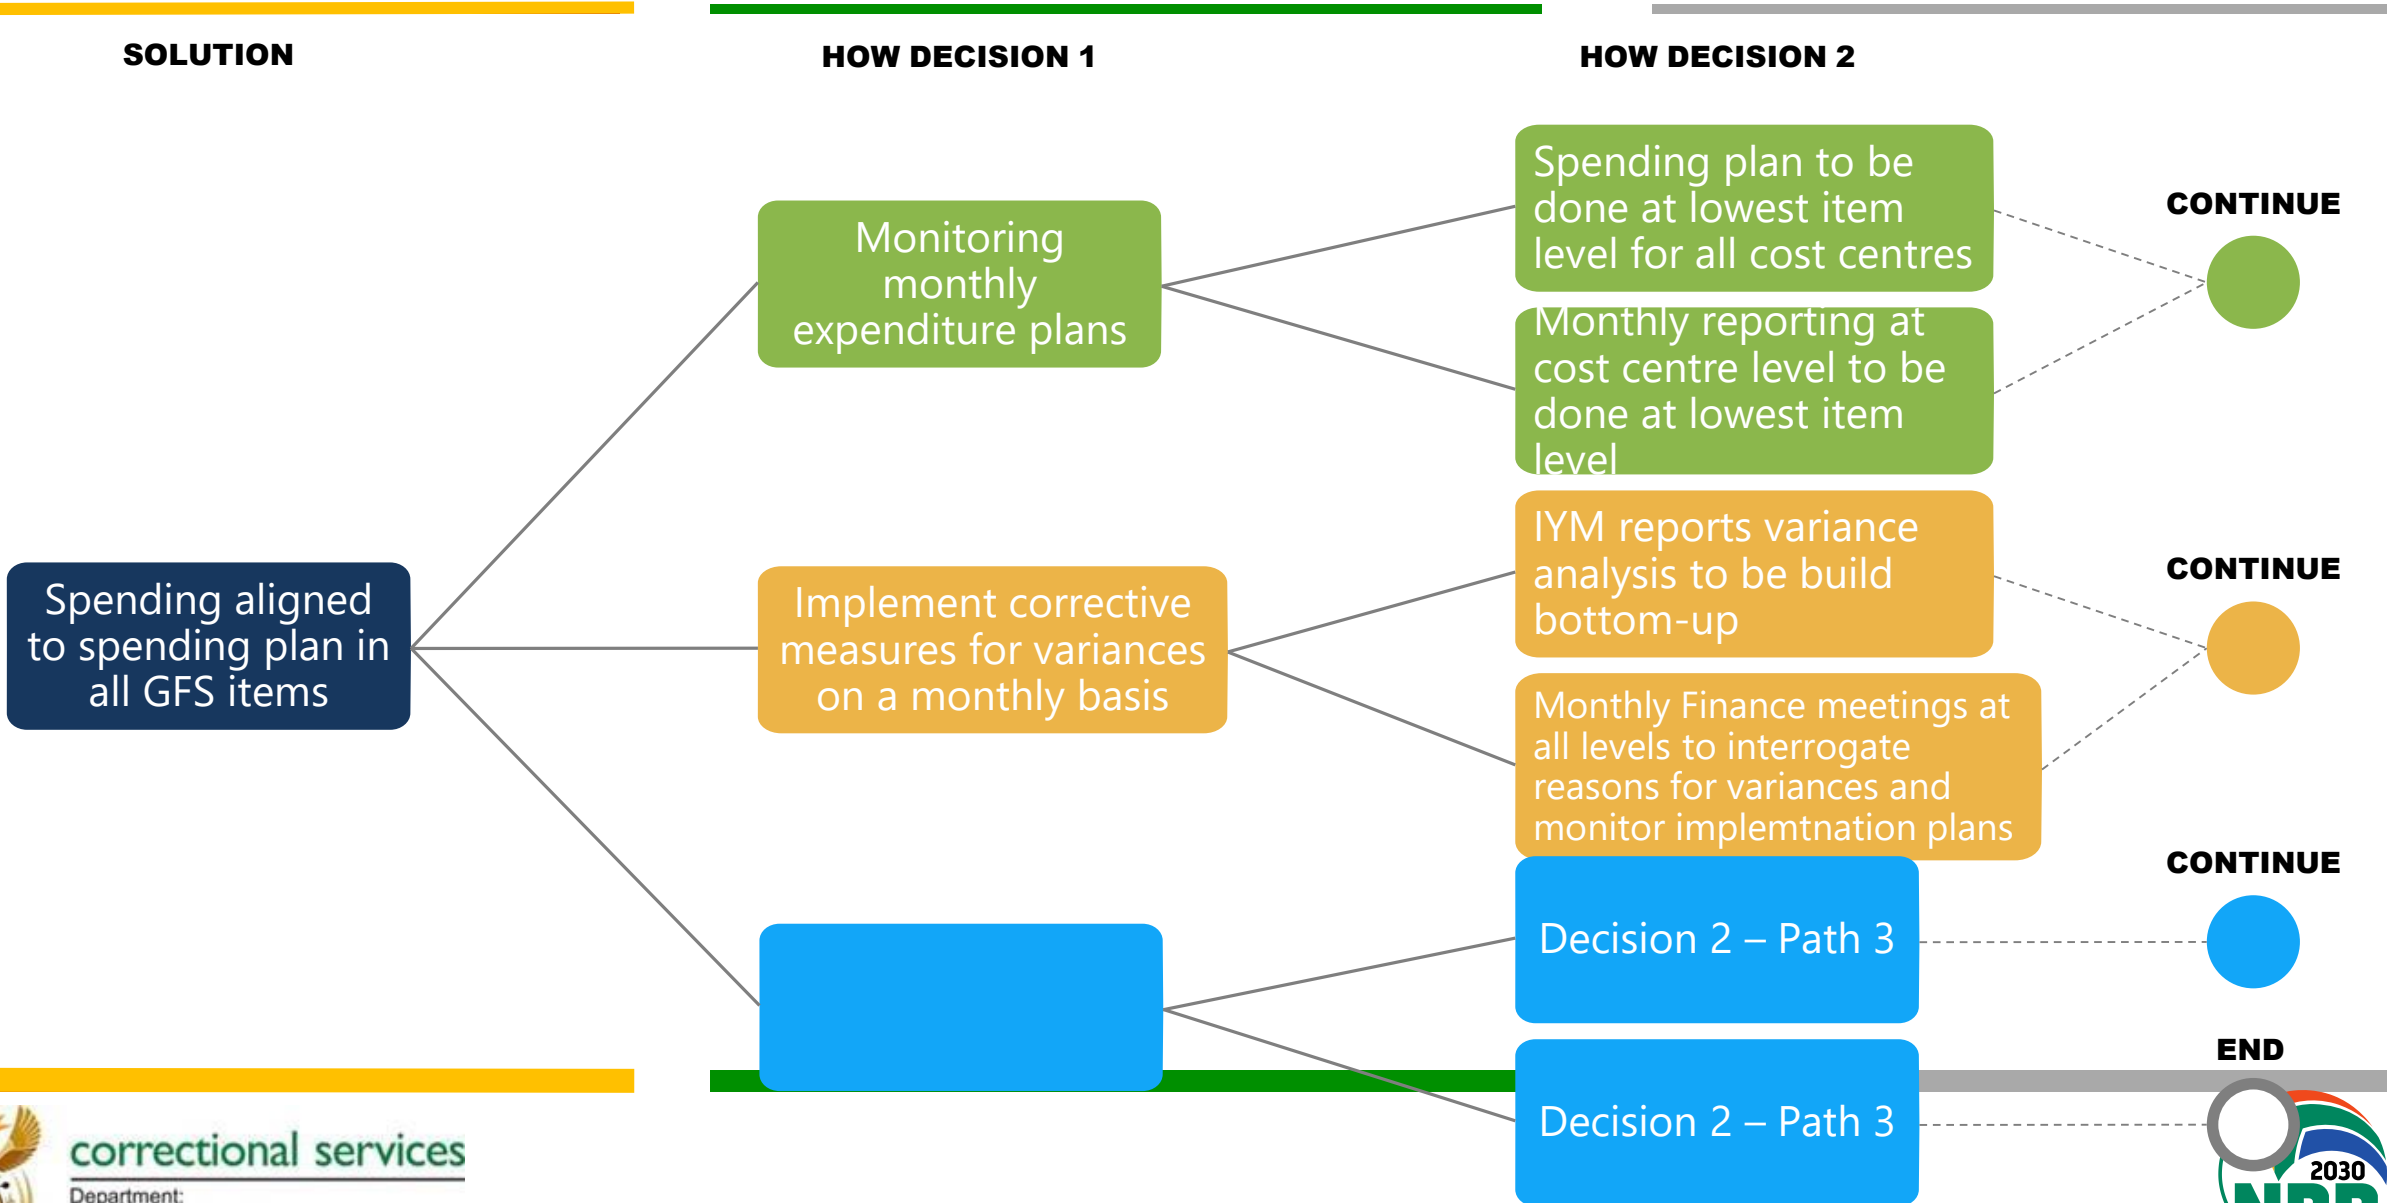 SOLUTION
HOW DECISION 1
HOW DECISION 2
Spending aligned
to spending plan in
all GFS items
Monitoring
monthly
expenditure plans
Implement corrective
measures for variances
on a monthly basis
Spending plan to be
done at lowest item
level for all cost centres
Monthly reporting at
cost centre level to be
done at lowest item
level
IYM reports variance
analysis to be build
bottom-up
Monthly Finance meetings at
all levels to interrogate
reasons for variances and
monitor implemtnation plans
Decision 2 – Path 3
Decision 2 – Path 3
CONTINUE
CONTINUE
CONTINUE
END
correctional services
Department:
2030
NDP